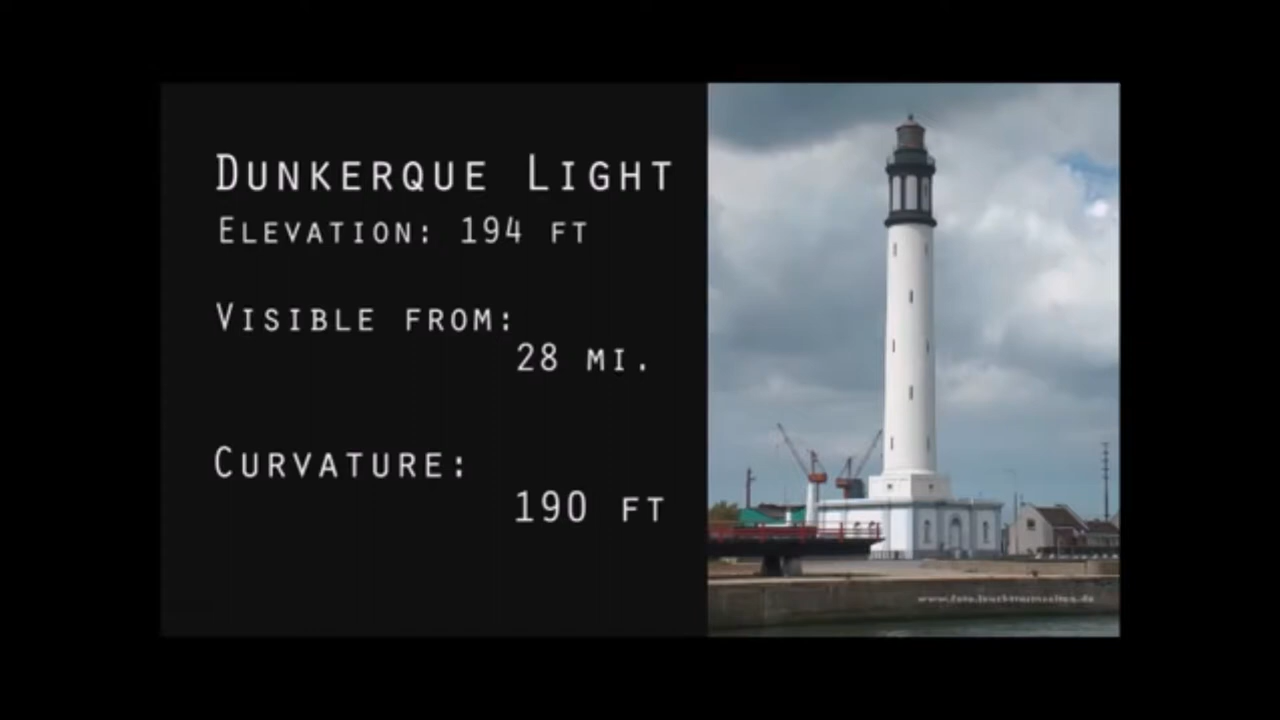 Dunkerque Light
Elevation: 194 ft
Visible from:
28 mi.
Curvature:
190 ft